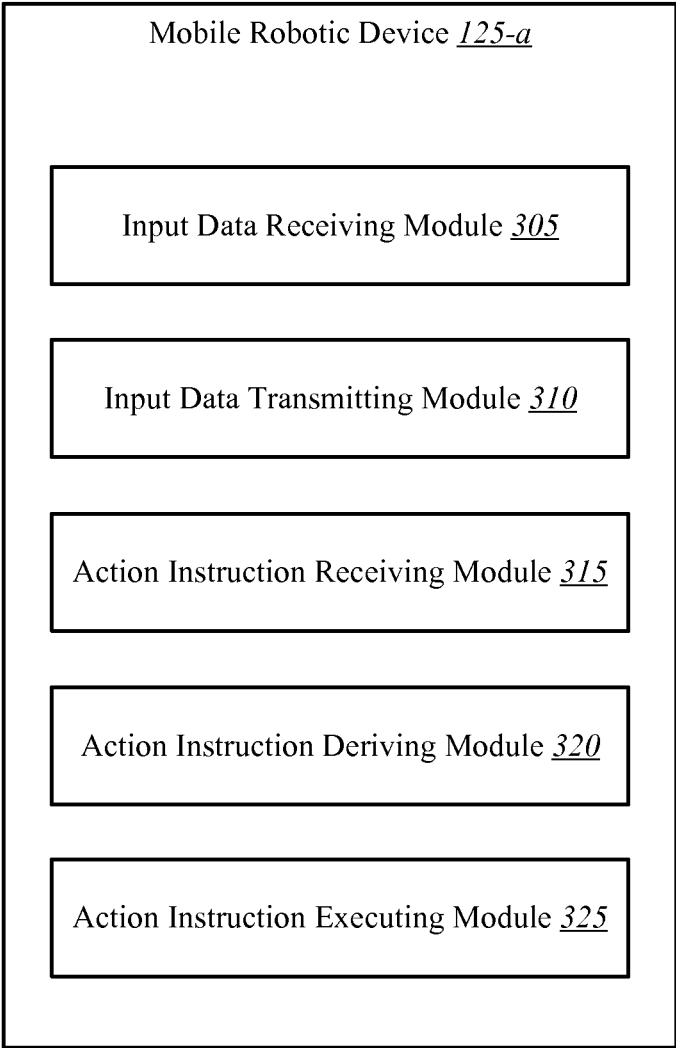 Mobile Robotic Device 125-a
Input Data Receiving Module 305
Input Data Transmitting Module 310
Action Instruction Receiving Module 315
Action Instruction Deriving Module 320
Action Instruction Executing Module 325